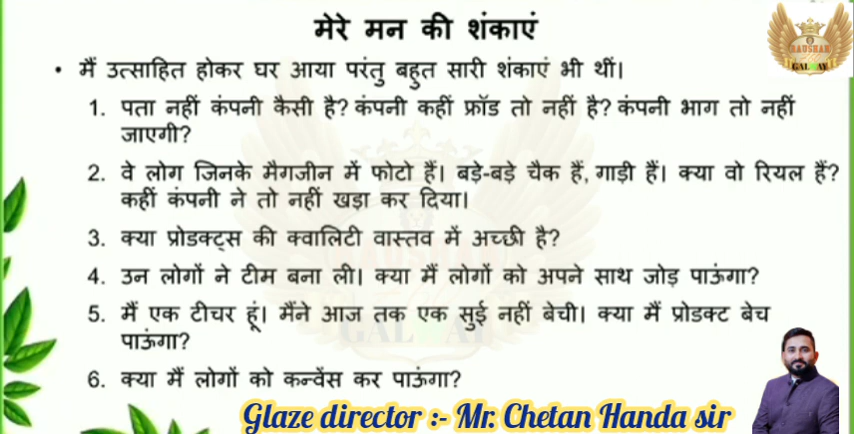 मेरे मन की शंकाएं
RAUSHAN
GALWAY
• मैं उत्साहित होकर घर आया परंतु बहुत सारी शंकाएं भी थीं।
1. पता नहीं कंपनी कैसी है? कंपनी कहीं फ्रॉड तो नहीं है? कंपनी भाग तो नहीं
जाएगी?
2. वे लोग जिनके मैगजीन में फोटो हैं। बड़े-बड़े चैक हैं, गाड़ी हैं। क्या वो रियल हैं?
कहीं कंपनी ने तो नहीं खड़ा कर दिया।
3. क्या प्रोडक्ट्स की क्वालिटी वास्तव में अच्छी है?
4. उन लोगों ने टीम बना ली। क्या मैं लोगों को अपने साथ जोड़ पाऊंगा?
5. मैं एक टीचर हूं। मैंने आज तक एक सुई नहीं बेची। क्या मैं प्रोडक्ट बेच
पाऊंगा?
6. क्या मैं लोगों को कन्वेंस कर पाऊंगा?
Glaze director :- Mr. Chetan Handa sir